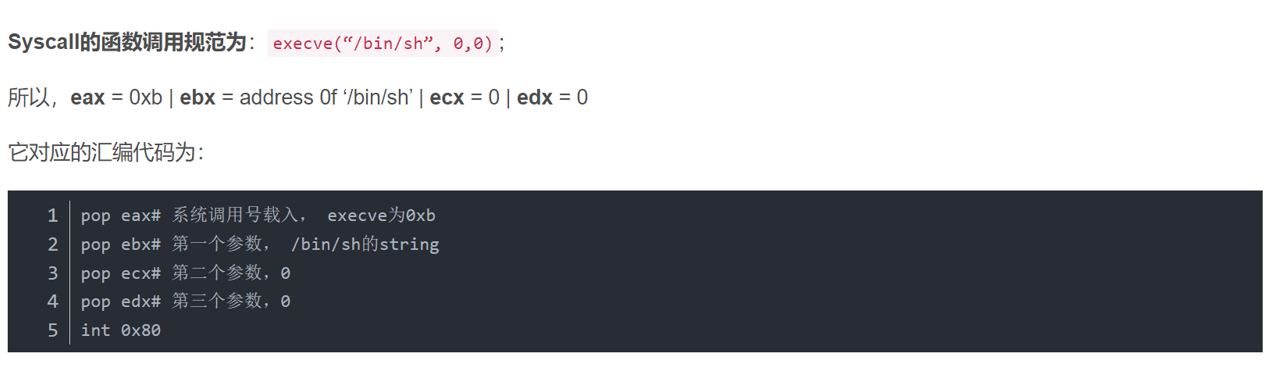 Syscall的函数调用规范为：execve(“/bin/sh”, 0,0);
所以，eax = 0xb | ebx = address 0f ‘/bin/sh’ | ecx = 0 | edx = 0
它对应的汇编代码为：
1 pop eax# 系统调用号载入， execve为0xb
2 pop ebx# 第一个参数， /bin/sh的string
3 pop ecx# 第二个参数，0
4 pop edx# 第三个参数，0
5 int 0x80